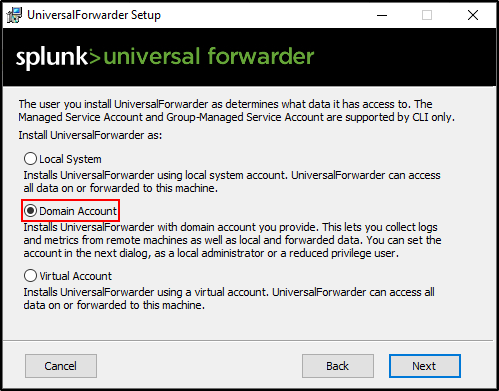 UniversalForwarder Setup
splunk> universal forwarder
The user you install UniversalForwarder as determines what data it has access to. The
Managed Service Account and Group-Managed Service Account are supported by CLI only.
Install UniversalForwarder as:
Local System
Installs UniversalForwarder using local system account. UniversalForwarder can access
all data on or forwarded to this machine.
Domain Account
Installs UniversalForwarder with domain account you provide. This lets you collect logs
and metrics from remote machines as well as local and forwarded data. You can set the
account in the next dialog, as a local administrator or a reduced privilege user.
Virtual Account
Installs UniversalForwarder using a virtual account. UniversalForwarder can access all
data on or forwarded to this machine.
Cancel
Back
Next